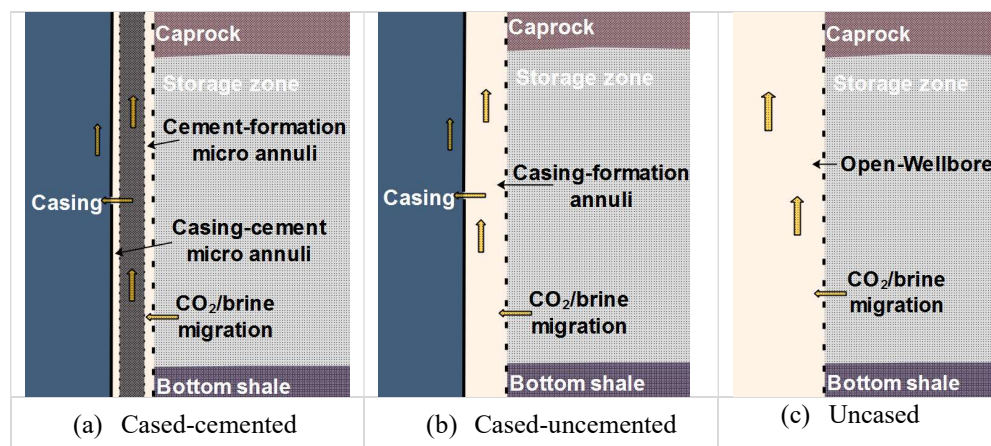 Caprock
Storage zone
Cement-formation
micro annuli
Casing
Casing-cement
micro annuli
CO₂/brine
migration
Bottom shale
(a) Cased-cemented
Caprock
Storage zone
Casing-formation
annuli
Casing
CO₂/brine
migration
Bottom shale
(b) Cased-uncemented
Caprock
Storage zone
Open-Wellbore
CO₂/brine
migration
Bottom shale
(c) Uncased